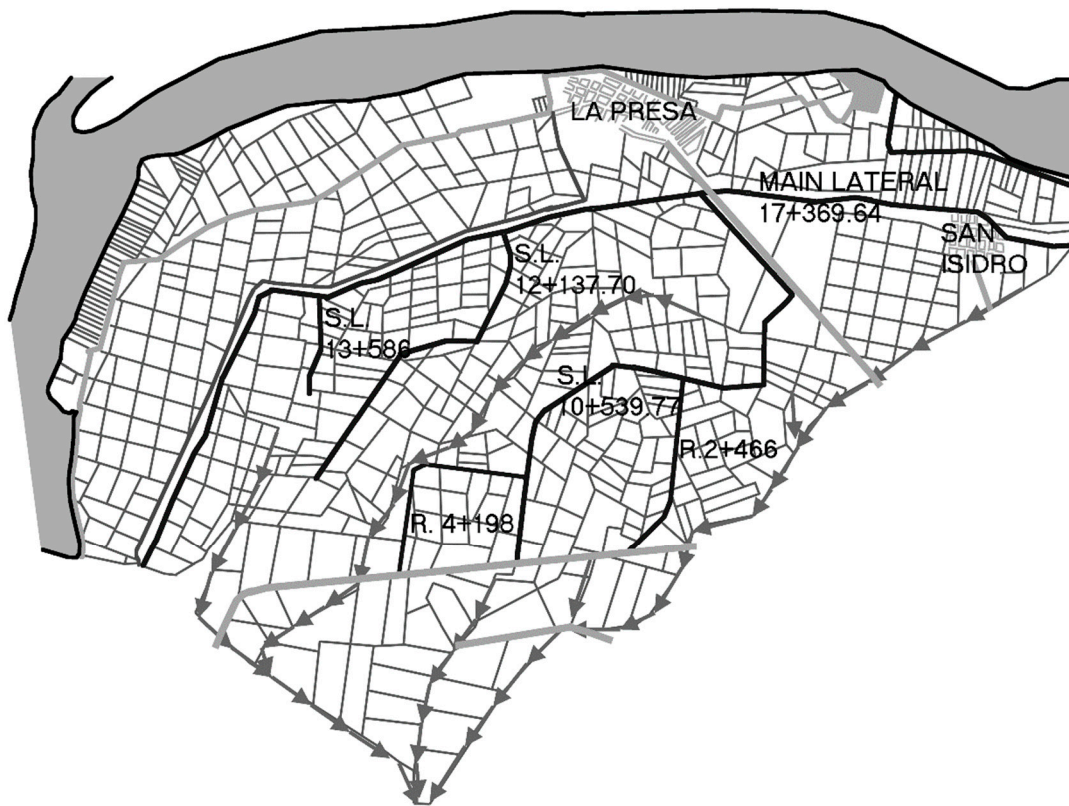 LA PRESA
MAIN LATERAL
17+369.64
SAN
ISIDRO
S.L.
12+137.70
S.L.
13+586
S.L.
10+539.77
R.2+466
R. 4+198